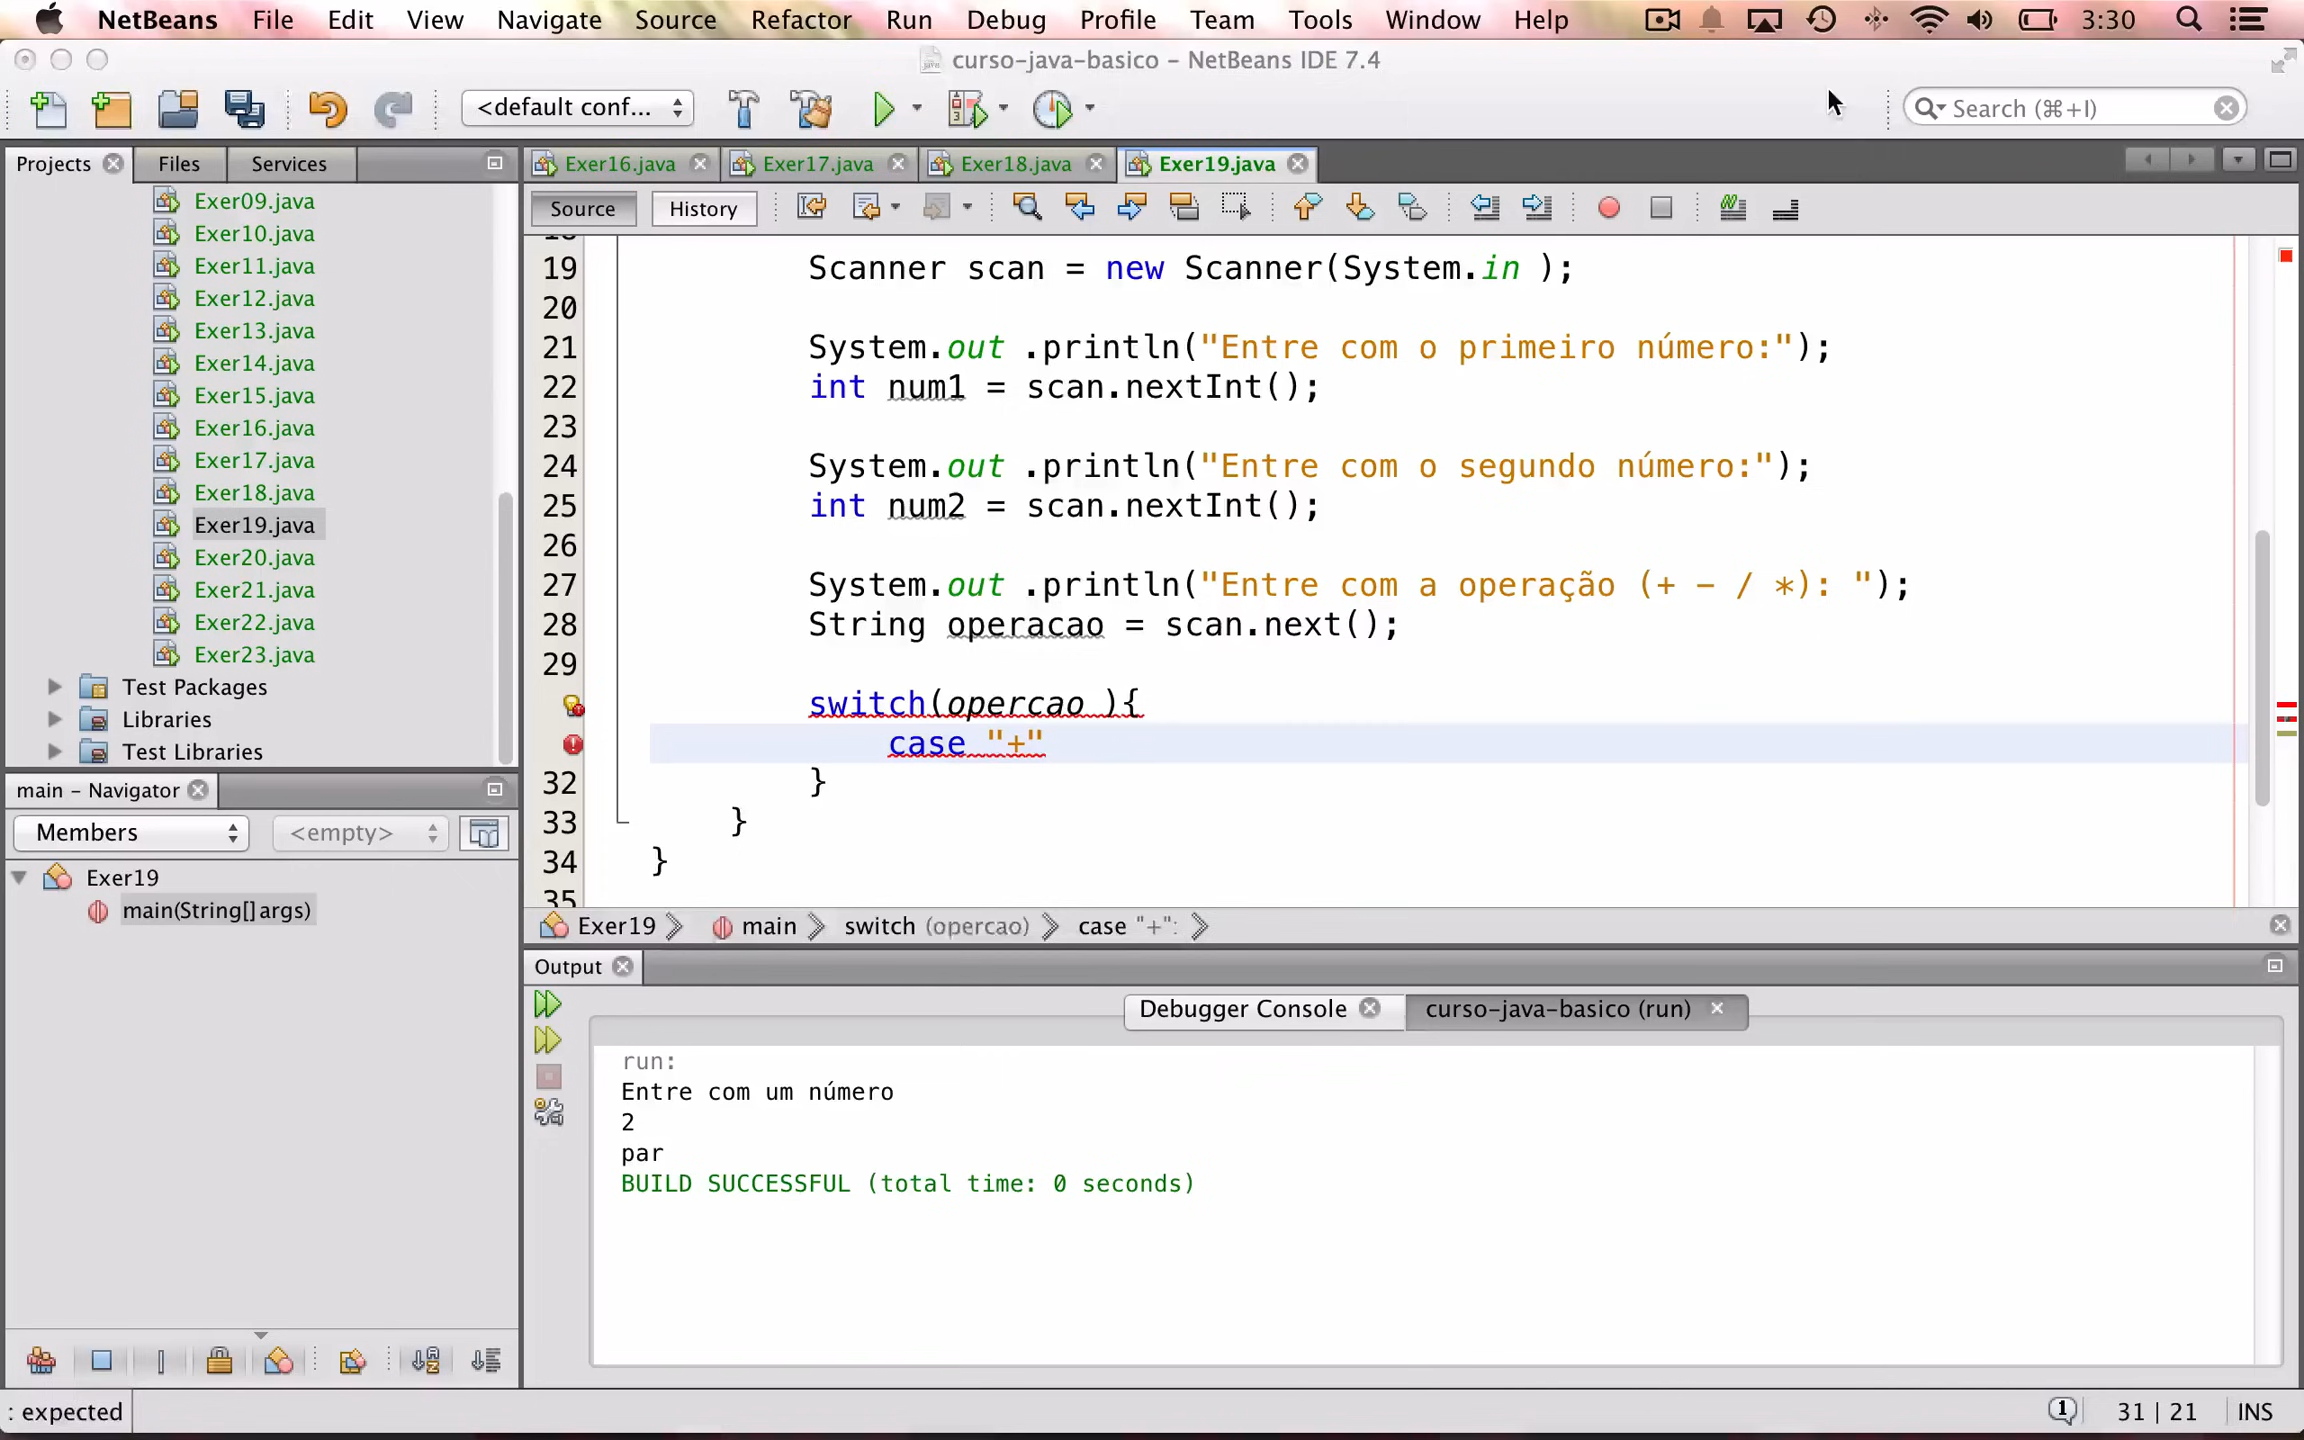 NetBeans File Edit View Navigate Source Refactor Run Debug Profile Team Tools Window Help 3:30
curso-java-basico – NetBeans IDE 7.4
<default conf... Search (⌘+I)
Projects Files Services
Exer16.java Exer17.java Exer18.java Exer19.java
Source History
Exer09.java
Exer10.java
Exer11.java
Exer12.java
Exer13.java
Exer14.java
Exer15.java
Exer16.java
Exer17.java
Exer18.java
Exer19.java
Exer20.java
Exer21.java
Exer22.java
Exer23.java
Test Packages
Libraries
Test Libraries
19 Scanner scan = new Scanner(System.in );
20
21 System.out .println("Entre com o primeiro número:");
22 int num1 = scan.nextInt();
23
24 System.out .println("Entre com o segundo número:");
25 int num2 = scan.nextInt();
26
27 System.out .println("Entre com a operação (+ - / *): ");
28 String operacao = scan.next();
29
switch(opercao ){
case "+"
32 }
33 }
34 }
35
Exer19 main switch (opercao) case "+":
main – Navigator
Members <empty>
Exer19
main(String[] args)
Output
Debugger Console curso-java-basico (run)
run:
Entre com um número
2
par
BUILD SUCCESSFUL (total time: 0 seconds)
: expected 1 31 | 21 INS